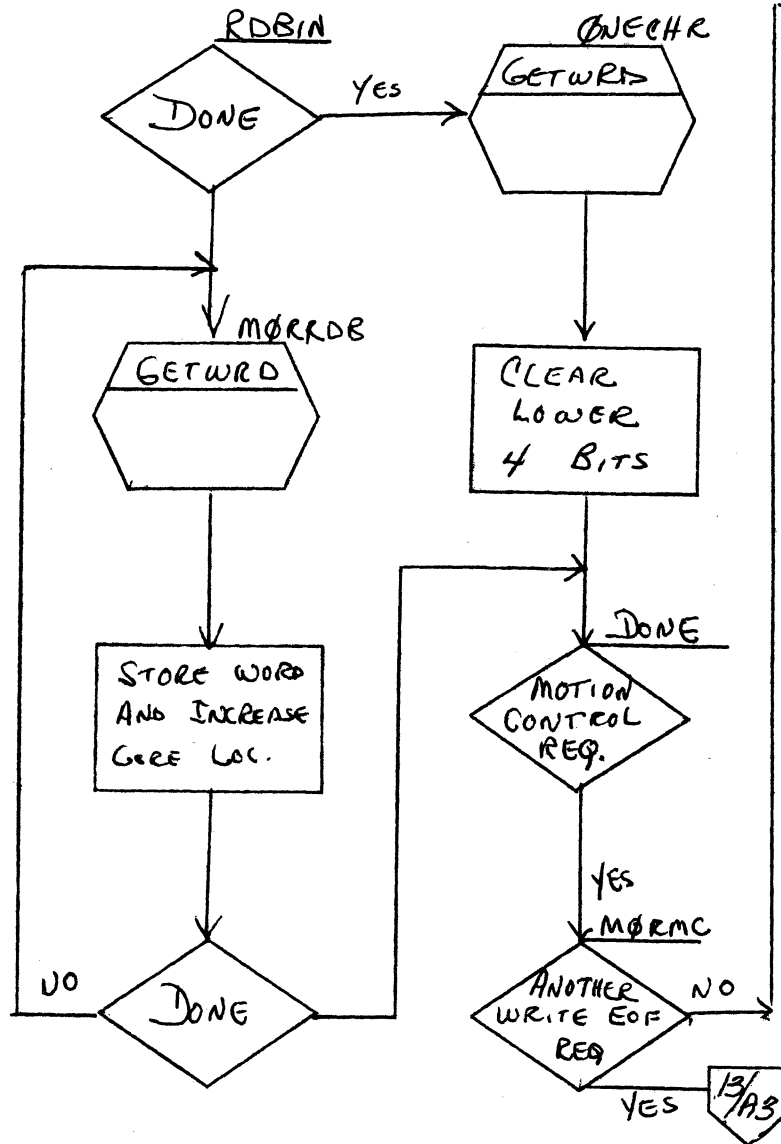 RDBIN
DONE
YES
ØNECHR
GETWRD
CLEAR
LOWER
4 BITS
MØRRDB
GETWRD
STORE WORD
AND INCREASE
CORE LOC.
DONE
NO
DONE
MOTION
CONTROL
REQ.
YES
MØRMC
ANOTHER
WRITE EOF
REQ
NO
YES
13/A3